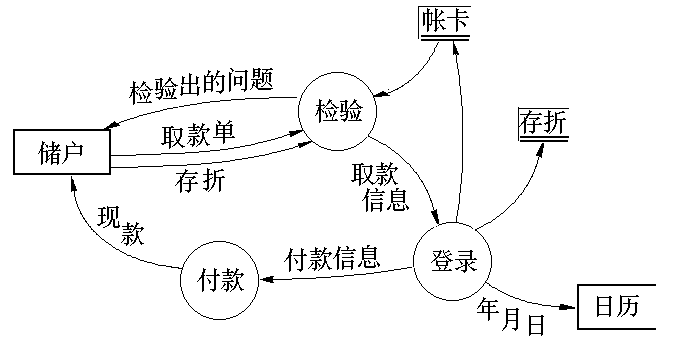 帐卡
检验出的问题
检验
存折
取款单
储户
存折
取款
信息
现款
付款信息
登录
付款
年月日
日历